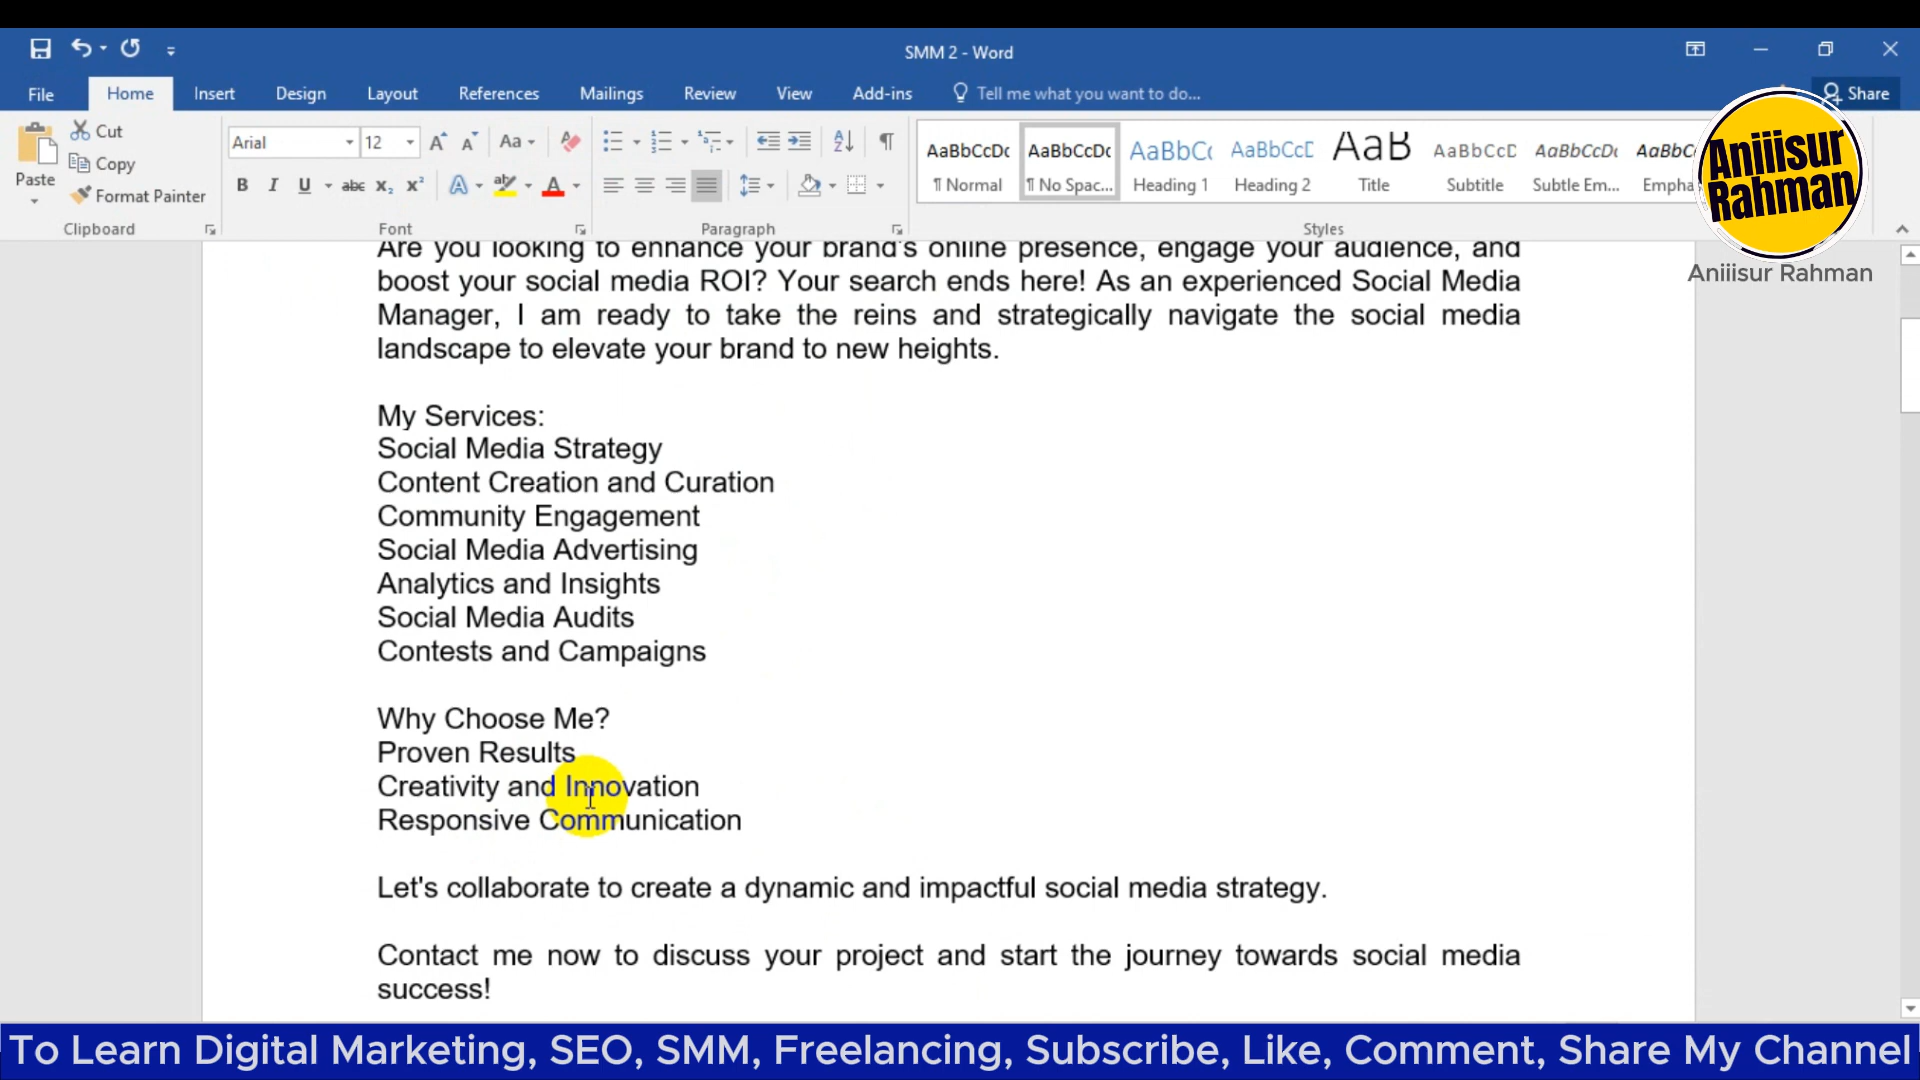 SMM 2 - Word
File Home Insert Design Layout References Mailings Review View Add-ins Tell me what you want to do... Share
Cut
Copy
Format Painter
Paste
Clipboard
Arial 12
Font
Paragraph
AaBbCcDc AaBbCcDc AaBbC AaBbCcC AaB AaBbCcD AaBbCcDc AaBbC
¶ Normal ¶ No Spac... Heading 1 Heading 2 Title Subtitle Subtle Em... Empha
Styles
Aniiisur
Rahman
Aniiisur Rahman
Are you looking to enhance your brand's online presence, engage your audience, and
boost your social media ROI? Your search ends here! As an experienced Social Media
Manager, I am ready to take the reins and strategically navigate the social media
landscape to elevate your brand to new heights.
My Services:
Social Media Strategy
Content Creation and Curation
Community Engagement
Social Media Advertising
Analytics and Insights
Social Media Audits
Contests and Campaigns
Why Choose Me?
Proven Results
Creativity and Innovation
Responsive Communication
Let's collaborate to create a dynamic and impactful social media strategy.
Contact me now to discuss your project and start the journey towards social media
success!
To Learn Digital Marketing, SEO, SMM, Freelancing, Subscribe, Like, Comment, Share My Channel